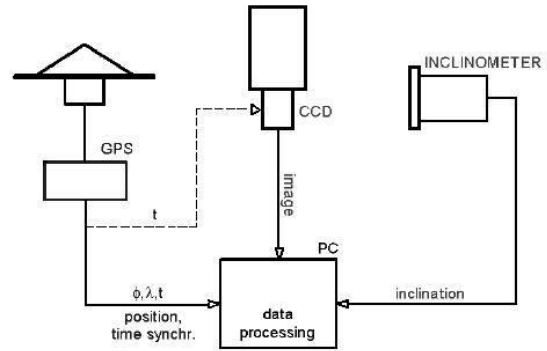 INCLINOMETER
CCD
GPS
t
image
PC
ϕ,λ,t
position,
time synchr.
data
processing
inclination